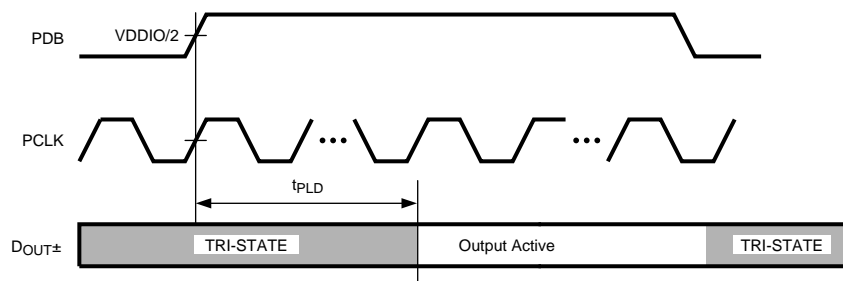 PDB
VDDIO/2
PCLK
tPLD
DOUT±
TRI-STATE
Output Active
TRI-STATE